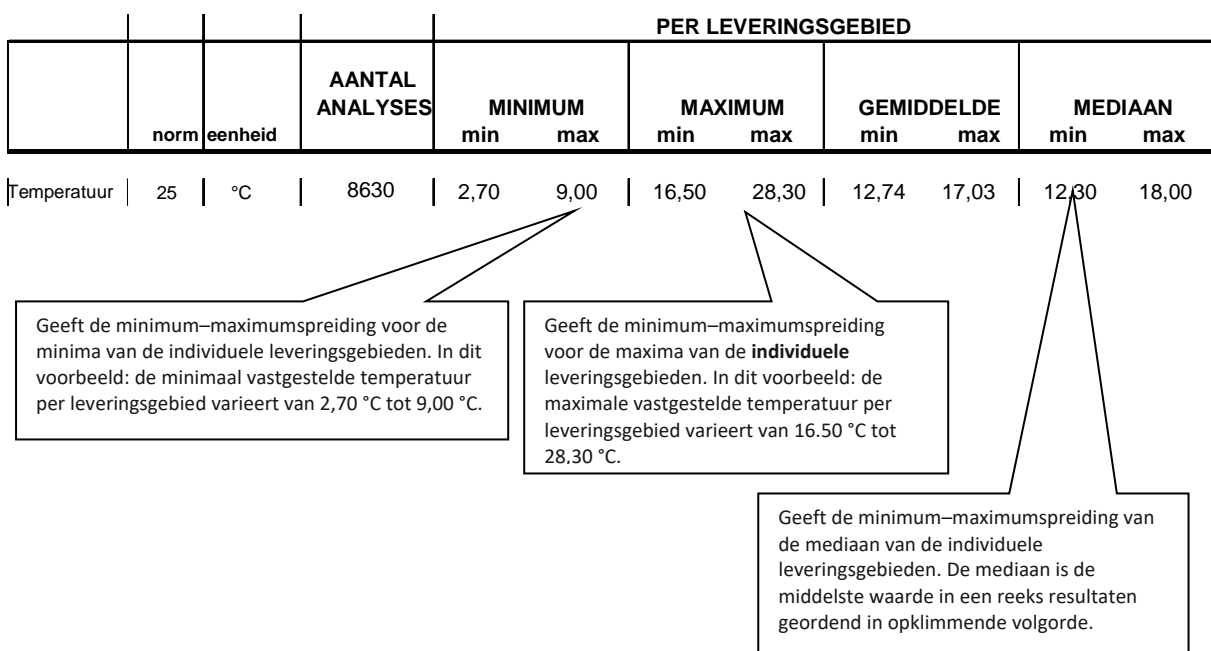 PER LEVERINGSGEBIED
AANTAL
ANALYSES MINIMUM MAXIMUM GEMIDDELDE MEDIAAN
norm eenheid min max min max min max min max
Temperatuur 25 °C 8630 2,70 9,00 16,50 28,30 12,74 17,03 12,30 18,00
Geeft de minimum–maximumspreiding voor de
minima van de individuele leveringsgebieden. In dit
voorbeeld: de minimaal vastgestelde temperatuur
per leveringsgebied varieert van 2,70 °C tot 9,00 °C.
Geeft de minimum–maximumspreiding
voor de maxima van de individuele
leveringsgebieden. In dit voorbeeld: de
maximale vastgestelde temperatuur per
leveringsgebied varieert van 16.50 °C tot
28,30 °C.
Geeft de minimum–maximumspreiding van
de mediaan van de individuele
leveringsgebieden. De mediaan is de
middelste waarde in een reeks resultaten
geordend in opklimmende volgorde.